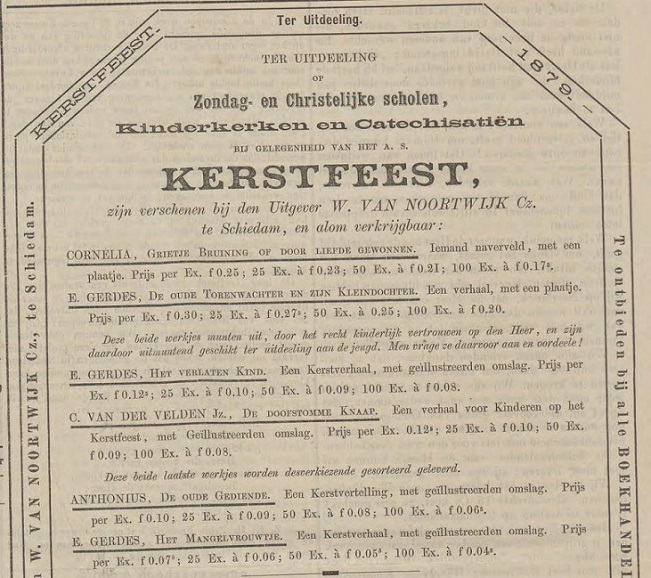 Ter Uitdeeling.
KERSTFEEST.
— 1879. —
TER UITDEELING
OP
Zondag- en Christelijke scholen,
Kinderkerken en Catechisatiën
BIJ GELEGENHEID VAN HET A. S.
KERSTFEEST,
zijn verschenen bij den Uitgever W. VAN NOORTWIJK Cz.
te Schiedam, en alom verkrijgbaar:
CORNELIA, GRIETJE BRUINING OF DOOR LIEFDE GEWONNEN. Iemand naverveld, met een
plaatje. Prijs per Ex. f 0.25; 25 Ex. à f 0.23; 50 Ex. à f 0.21; 100 Ex. à f 0.17⁵.
E. GERDES, DE OUDE TORENWACHTER EN ZIJN KLEINDOCHTER. Een verhaal, met een plaatje.
Prijs per Ex. f 0.30; 25 Ex. à f 0.27⁵; 50 Ex. à 0.25; 100 Ex. à f 0.20.
Deze beide werkjes munten uit, door het recht kinderlijk vertrouwen op den Heer, en zijn
daardoor uitmuntend geschikt ter uitdeeling aan de jeugd. Men vrage ze daarvoor aan en oordeele!
E. GERDES, HET VERLATEN KIND. Een Kerstverhaal, met geïllustreerden omslag. Prijs per
Ex. f 0.12⁵; 25 Ex. à f 0.10; 50 Ex. à f 0.09; 100 Ex. à f 0.08.
C. VAN DER VELDEN Jz., DE DOOFSTOMME KNAAP. Een verhaal voor Kinderen op het
Kerstfeest, met Geïllustreerden omslag. Prijs per Ex. 0.12⁵; 25 Ex. à f 0.10; 50 Ex.
f 0.09; 100 Ex. à f 0.08.
Deze beide laatste werkjes worden desverkiezende gesorteerd geleverd.
ANTHONIUS, DE OUDE GEDIENDE. Een Kerstvertelling, met geïllustreerden omslag. Prijs
per Ex. f 0.10; 25 Ex. à f 0.09; 50 Ex. à f 0.08; 100 Ex. à f 0.06⁵.
E. GERDES, HET MANGELVROUWTJE. Een Kerstverhaal, met geïllustreerden omslag. Prijs
per Ex. f 0.07⁵; 25 Ex. à f 0.06; 50 Ex. à f 0.05⁵; 100 Ex. à f 0.04⁵.
W. VAN NOORTWIJK Cz., te Schiedam.
Te ontbieden bij alle BOEKHANDEL